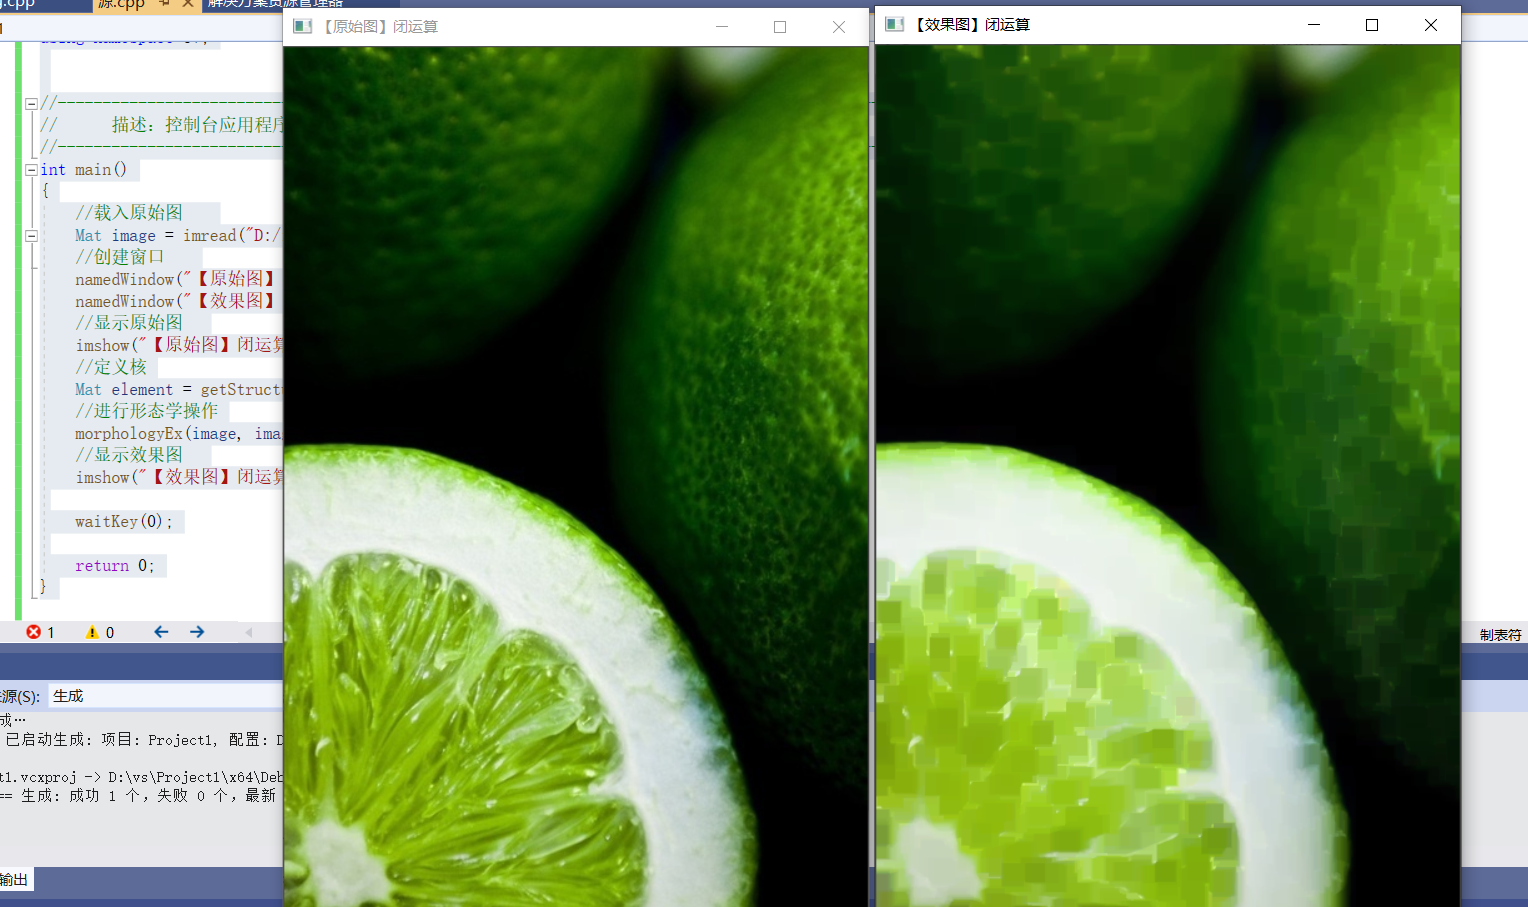 源.cpp
解决方案资源管理器
【原始图】闭运算
【效果图】闭运算
//
// 描述：控制台应用程序
//
int main()
{
//载入原始图
Mat image = imread("D:/
//创建窗口
namedWindow("【原始图】
namedWindow("【效果图】
//显示原始图
imshow("【原始图】闭运算
//定义核
Mat element = getStructu
//进行形态学操作
morphologyEx(image, ima
//显示效果图
imshow("【效果图】闭运算
waitKey(0);
return 0;
}
1 0
制表符
源(S): 生成
成…
已启动生成: 项目: Project1, 配置: D
t1.vcxproj -> D:\vs\Project1\x64\Deb
== 生成: 成功 1 个，失败 0 个，最新
输出